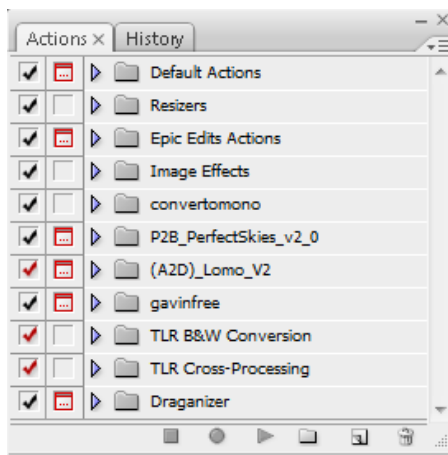 Actions × History
Default Actions
Resizers
Epic Edits Actions
Image Effects
convertomono
P2B_PerfectSkies_v2_0
(A2D)_Lomo_V2
gavinfree
TLR B&W Conversion
TLR Cross-Processing
Draganizer